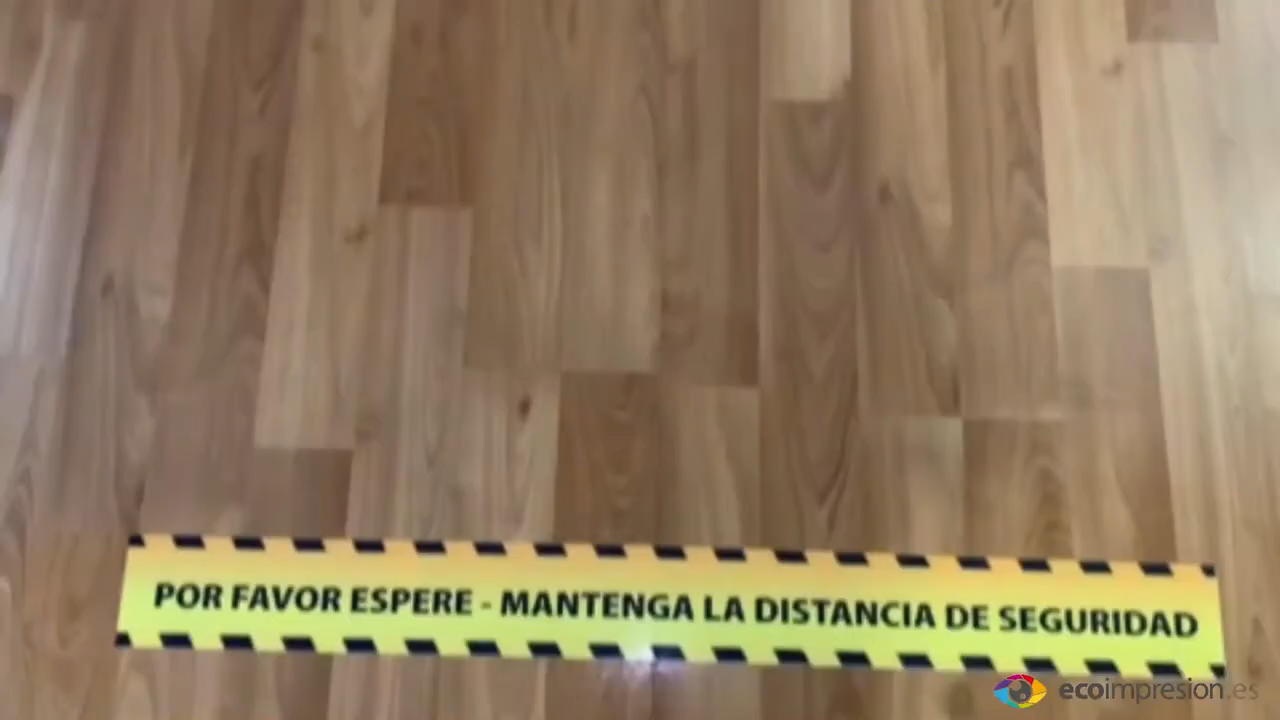 POR FAVOR ESPERE - MANTENGA LA DISTANCIA DE SEGURIDAD
ecoimpresion.es